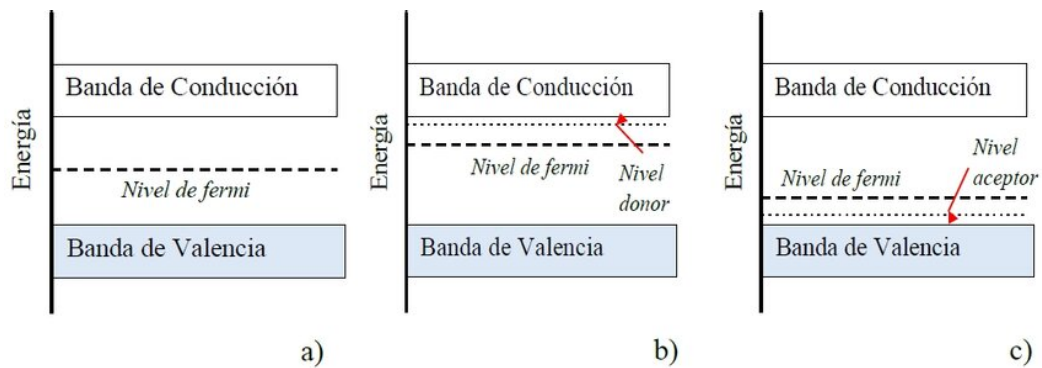 Energía
Banda de Conducción
Nivel de fermi
Banda de Valencia
a)
Energía
Banda de Conducción
Nivel de fermi
Nivel
donor
Banda de Valencia
b)
Energía
Banda de Conducción
Nivel
aceptor
Nivel de fermi
Banda de Valencia
c)